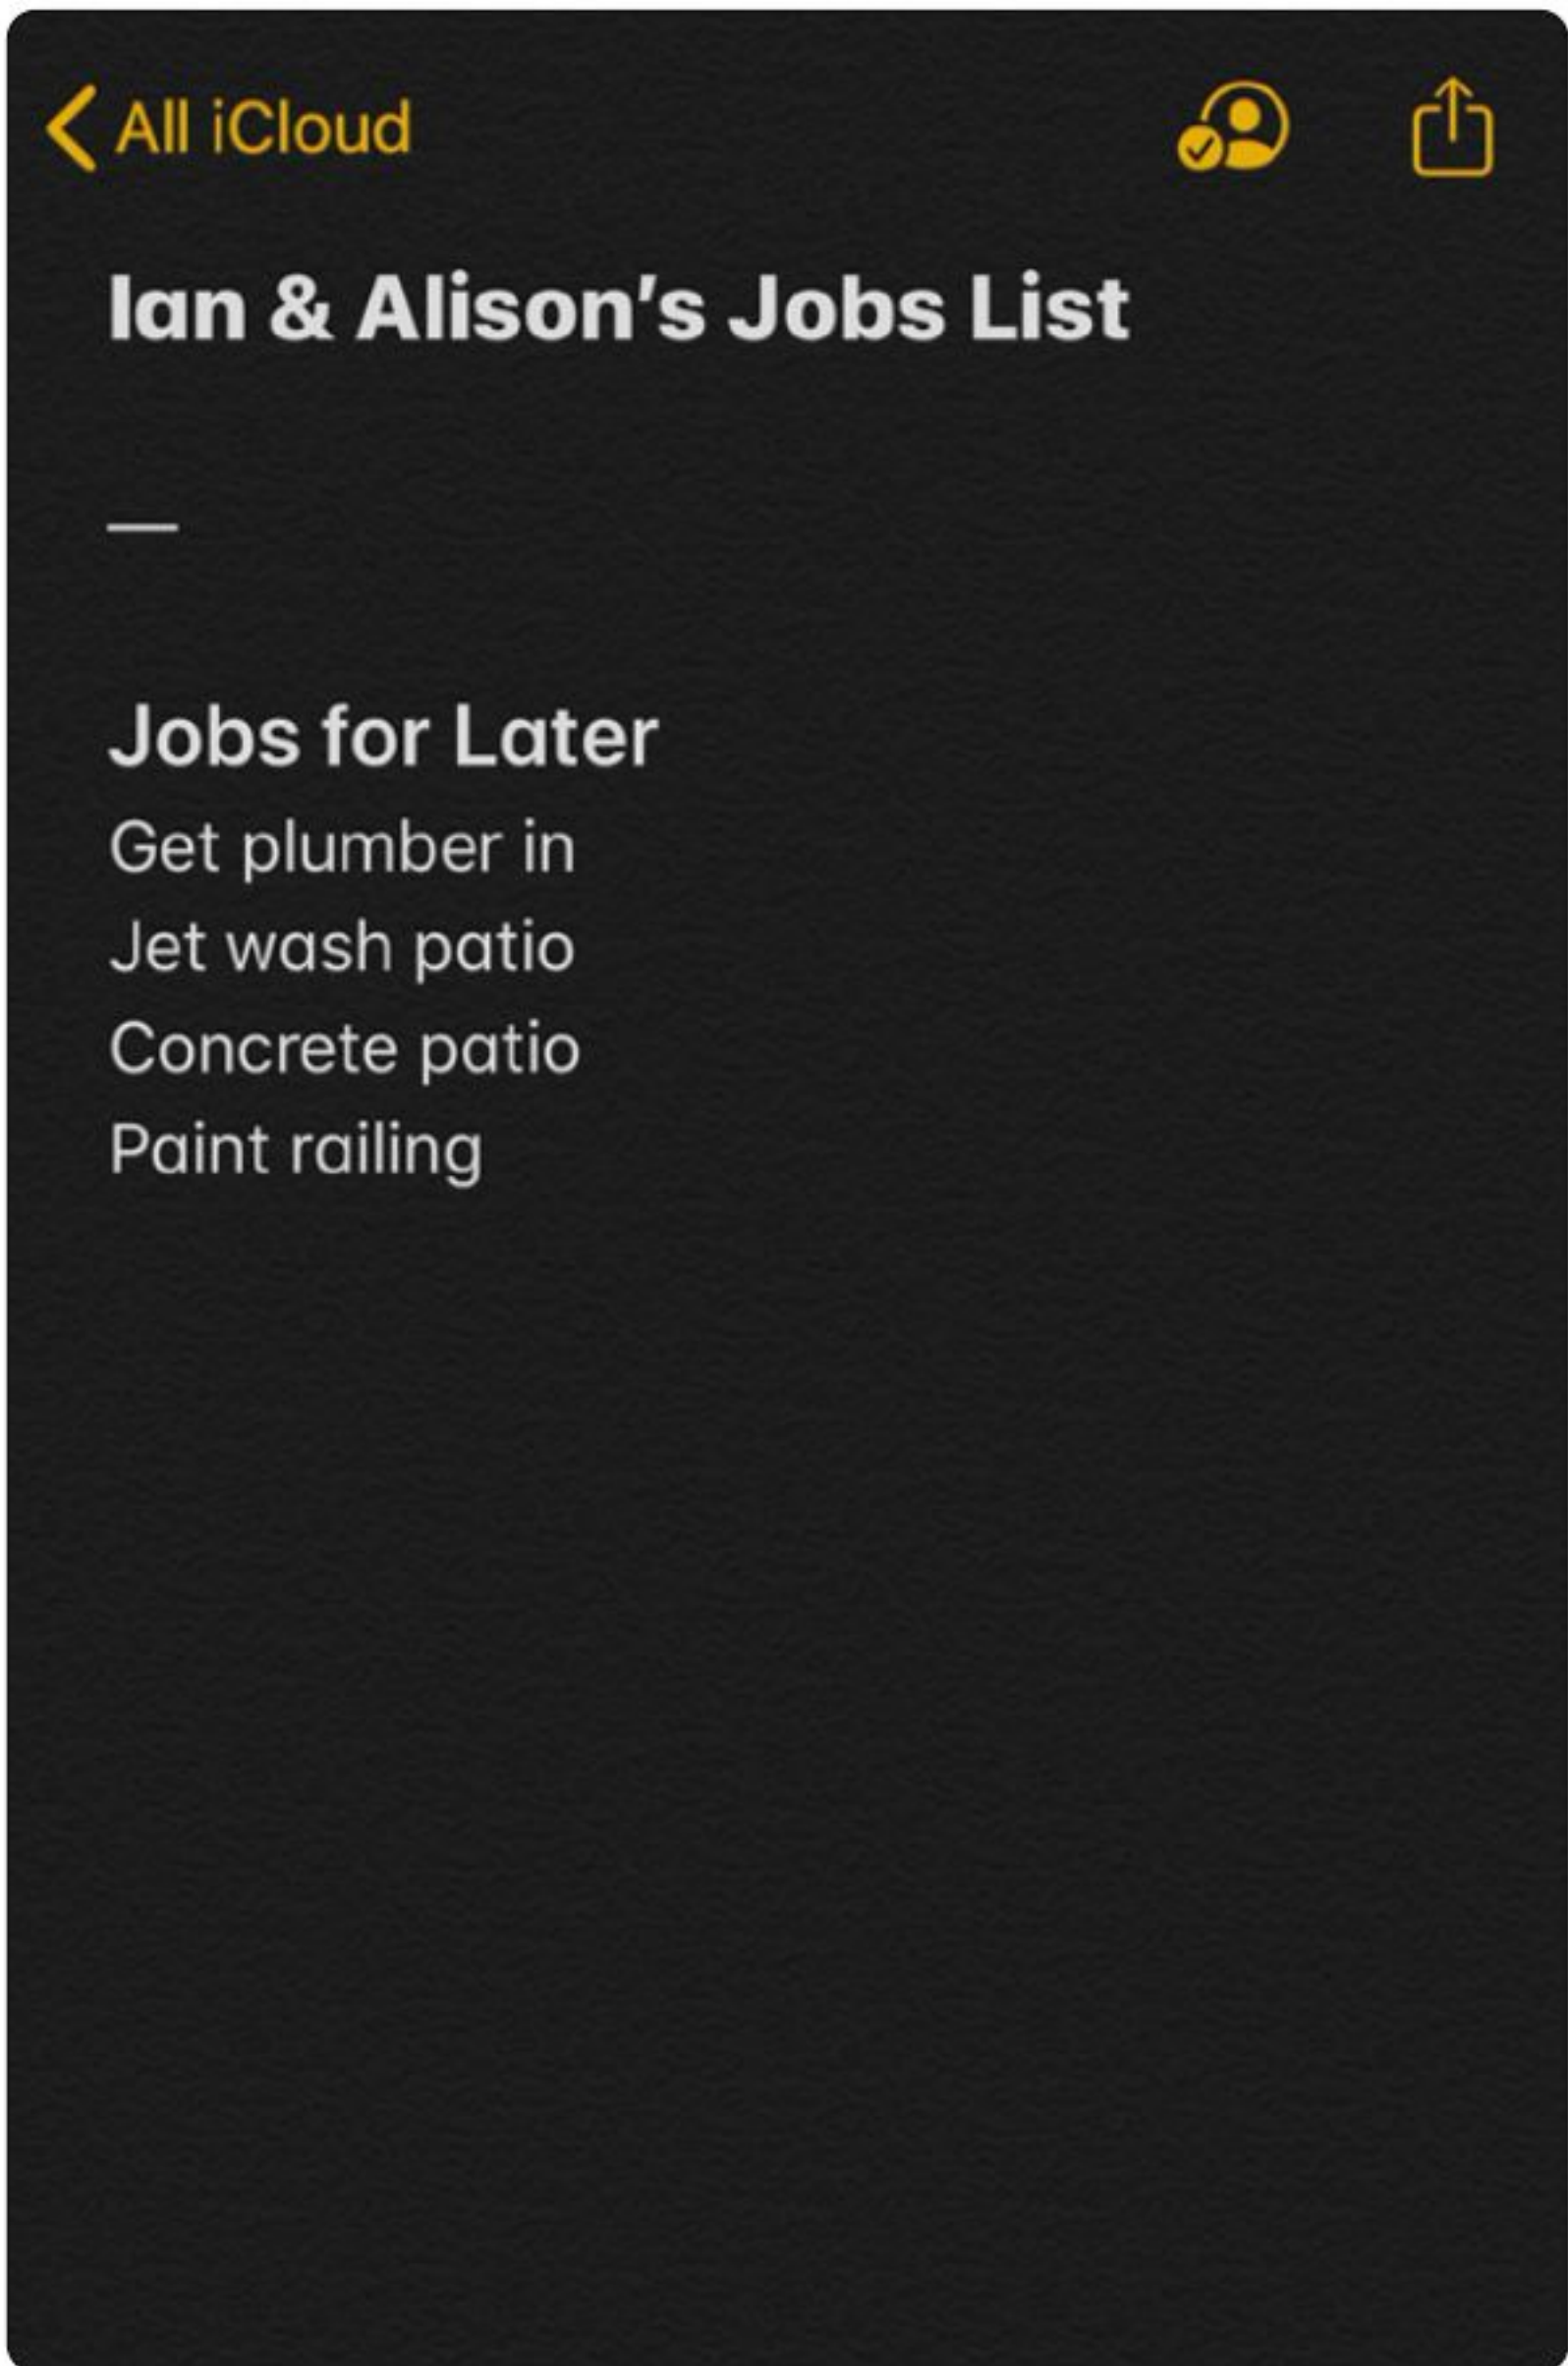 All iCloud
Ian & Alison’s Jobs List
—
Jobs for Later
Get plumber in
Jet wash patio
Concrete patio
Paint railing